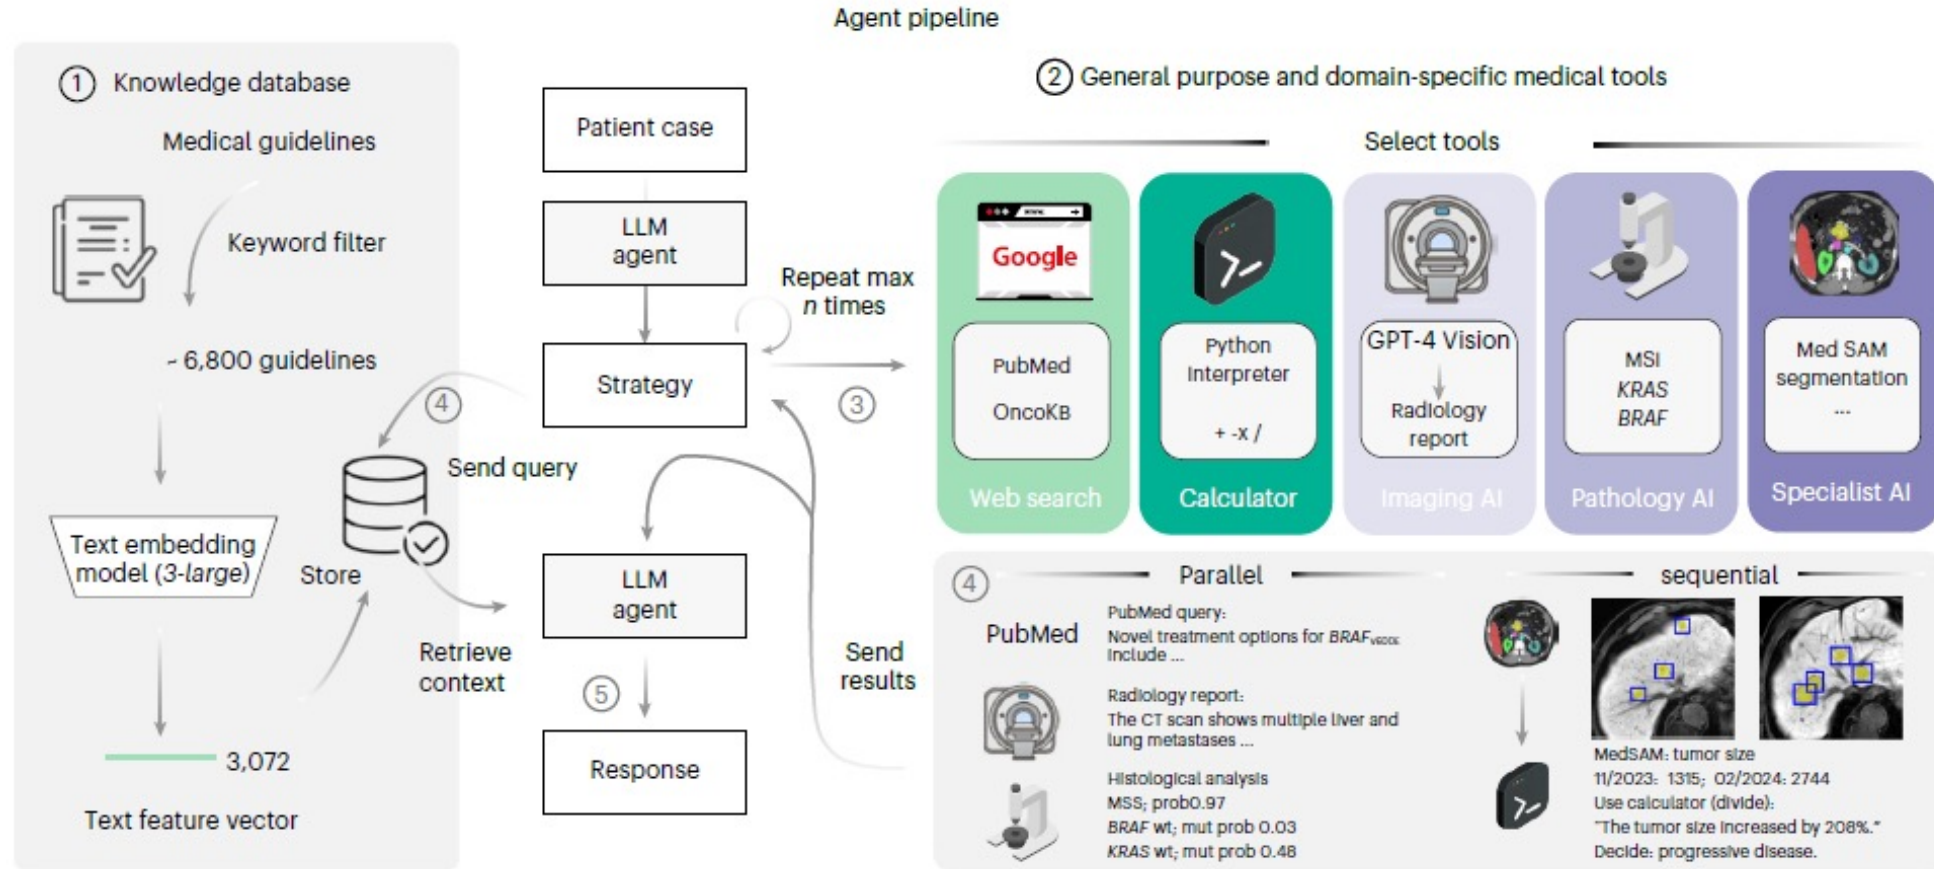 Agent pipeline
1 Knowledge database
Medical guidelines
Keyword filter
~ 6,800 guidelines
Text embedding
model (3-large)
3,072
Text feature vector
Store
4
Send query
Retrieve
context
Patient case
LLM
agent
Strategy
Repeat max
n times
3
LLM
agent
5
Response
Send
results
2 General purpose and domain-specific medical tools
Select tools
www.
Google
PubMed
OncoKB
Web search
Python
interpreter
+ -x /
Calculator
GPT-4 Vision
Radiology
report
Imaging AI
MSI
KRAS
BRAF
Pathology AI
Med SAM
segmentation
...
Specialist AI
4
Parallel
PubMed
PubMed query:
Novel treatment options for BRAF
Include ...
Radiology report:
The CT scan shows multiple liver and
lung metastases ...
Histological analysis
MSS; prob0.97
BRAF wt; mut prob 0.03
KRAS wt; mut prob 0.48
sequential
MedSAM: tumor size
11/2023: 1315; 02/2024: 2744
Use calculator (divide):
"The tumor size increased by 208%."
Decide: progressive disease.